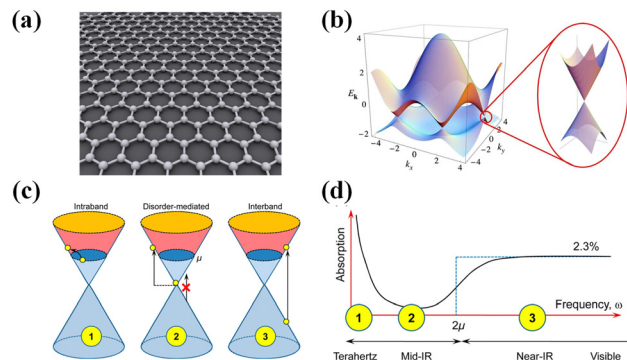 (a)
(b)
4
2
E_k
0
-2
-4
-2
0
k_x
2
4
-4
-2
0
2
4
k_y
(c)
Intraband
Disorder-mediated
Interband
μ
1
2
3
(d)
Absorption
2.3%
Frequency, ω
1
2
3
2μ
Terahertz
Mid-IR
Near-IR
Visible